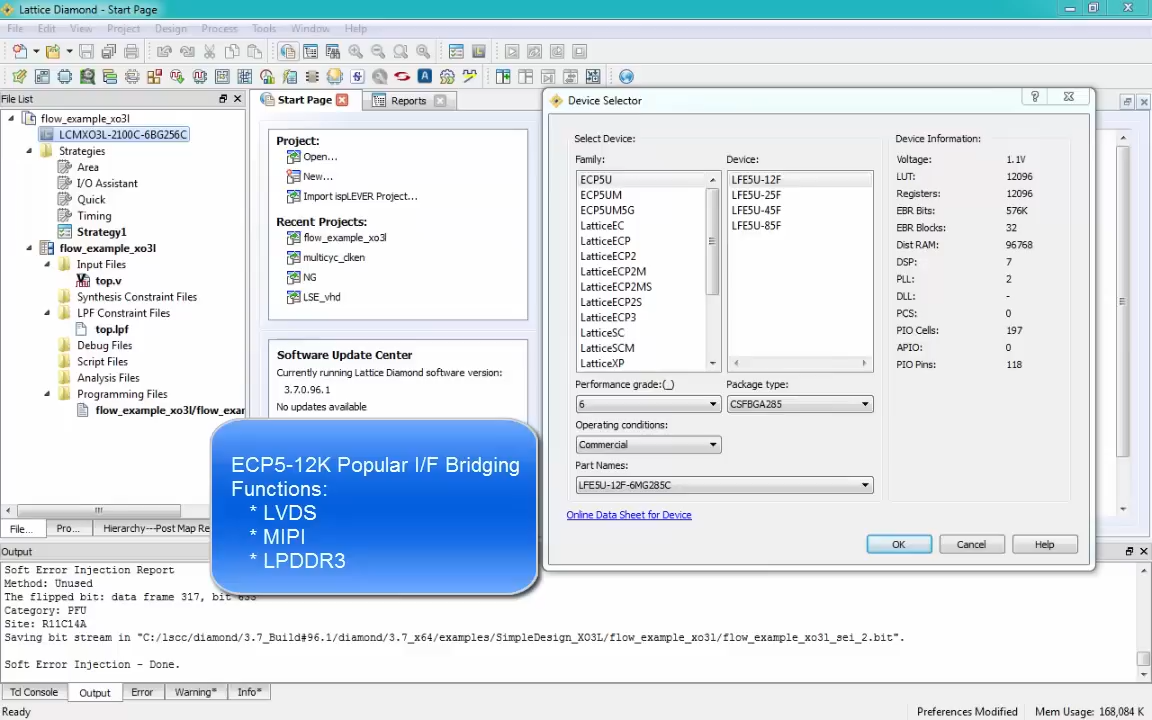 Lattice Diamond - Start Page
File Edit View Project Design Process Tools Window Help
File List
flow_example_xo3l
LCMXO3L-2100C-6BG256C
Strategies
Area
I/O Assistant
Quick
Timing
Strategy1
flow_example_xo3l
Input Files
top.v
Synthesis Constraint Files
LPF Constraint Files
top.lpf
Debug Files
Script Files
Analysis Files
Programming Files
flow_example_xo3l/flow_exar
File... Pro... Hierarchy---Post Map Re
Start Page
Reports
Project:
Open...
New...
Import ispLEVER Project...
Recent Projects:
flow_example_xo3l
multicyc_clken
NG
LSE_vhd
Software Update Center
Currently running Lattice Diamond software version:
3.7.0.96.1
No updates available
ECP5-12K Popular I/F Bridging
Functions:
* LVDS
* MIPI
* LPDDR3
Device Selector
Select Device:
Family:
ECP5U
ECP5UM
ECP5UM5G
LatticeEC
LatticeECP
LatticeECP2
LatticeECP2M
LatticeECP2MS
LatticeECP2S
LatticeECP3
LatticeSC
LatticeSCM
LatticeXP
Device:
LFE5U-12F
LFE5U-25F
LFE5U-45F
LFE5U-85F
Performance grade:(_)
6
Package type:
CSFBGA285
Operating conditions:
Commercial
Part Names:
LFE5U-12F-6MG285C
Online Data Sheet for Device
Device Information:
Voltage: 1.1V
LUT: 12096
Registers: 12096
EBR Bits: 576K
EBR Blocks: 32
Dist RAM: 96768
DSP: 7
PLL: 2
DLL: -
PCS: 0
PIO Cells: 197
APIO: 0
PIO Pins: 118
OK Cancel Help
Output
Soft Error Injection Report
Method: Unused
The flipped bit: data frame 317, bit 855
Category: PFU
Site: R11C14A
Saving bit stream in "C:/lscc/diamond/3.7_Build#96.1/diamond/3.7_x64/examples/SimpleDesign_XO3L/flow_example_xo3l/flow_example_xo3l_sei_2.bit".
Soft Error Injection - Done.
Tcl Console Output Error Warning* Info*
Ready
Preferences Modified Mem Usage: 168,084 K